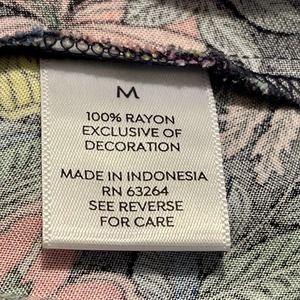 M
100% RAYON
EXCLUSIVE OF
DECORATION
MADE IN INDONESIA
RN 63264
SEE REVERSE
FOR CARE